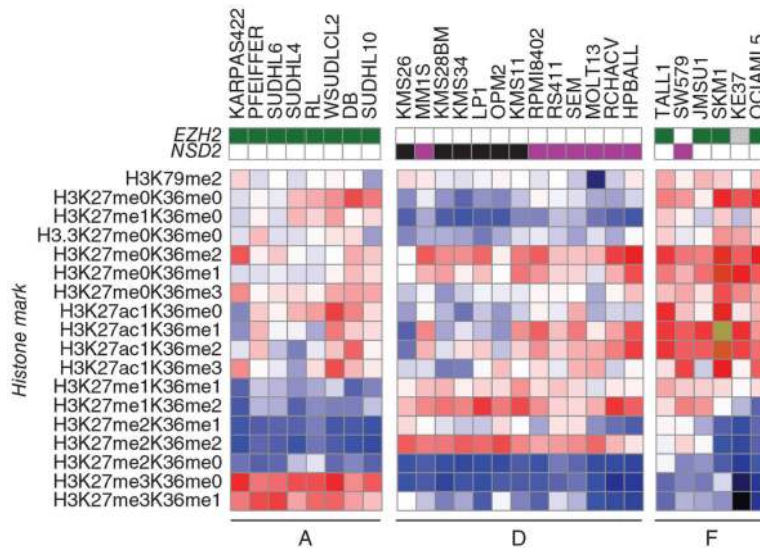 KARPAS422
PFEIFFER
SUDHL6
SUDHL4
RL
WSUDLCL2
DB
SUDHL10
KMS26
MM1S
KMS28BM
KMS34
LP1
OPM2
KMS11
RPMI8402
RS411
SEM
MOLT13
RCHACV
HPBALL
TALL1
SW579
JMSU1
SKM1
KE37
OCIAML5
EZH2
NSD2
H3K79me2
H3K27me0K36me0
H3K27me1K36me0
H3.3K27me0K36me0
H3K27me0K36me2
H3K27me0K36me1
H3K27me0K36me3
H3K27ac1K36me0
H3K27ac1K36me1
H3K27ac1K36me2
H3K27ac1K36me3
H3K27me1K36me1
H3K27me1K36me2
H3K27me2K36me1
H3K27me2K36me2
H3K27me2K36me0
H3K27me3K36me0
H3K27me3K36me1
Histone mark
A
D
F